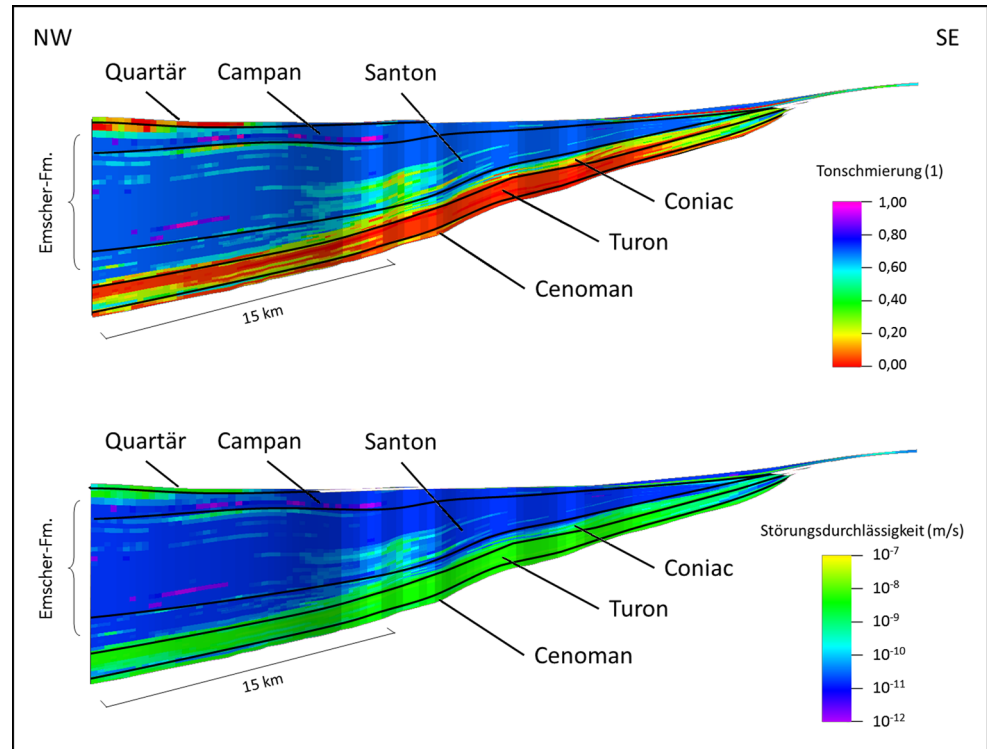 NW
SE
Quartär
Campan
Santon
Emscher-Fm.
Coniac
Turon
Cenoman
15 km
Tonschmierung (1)
1,00
0,80
0,60
0,40
0,20
0,00
Quartär
Campan
Santon
Emscher-Fm.
Coniac
Turon
Cenoman
15 km
Störungsdurchlässigkeit (m/s)
10⁻⁷
10⁻⁸
10⁻⁹
10⁻¹⁰
10⁻¹¹
10⁻¹²